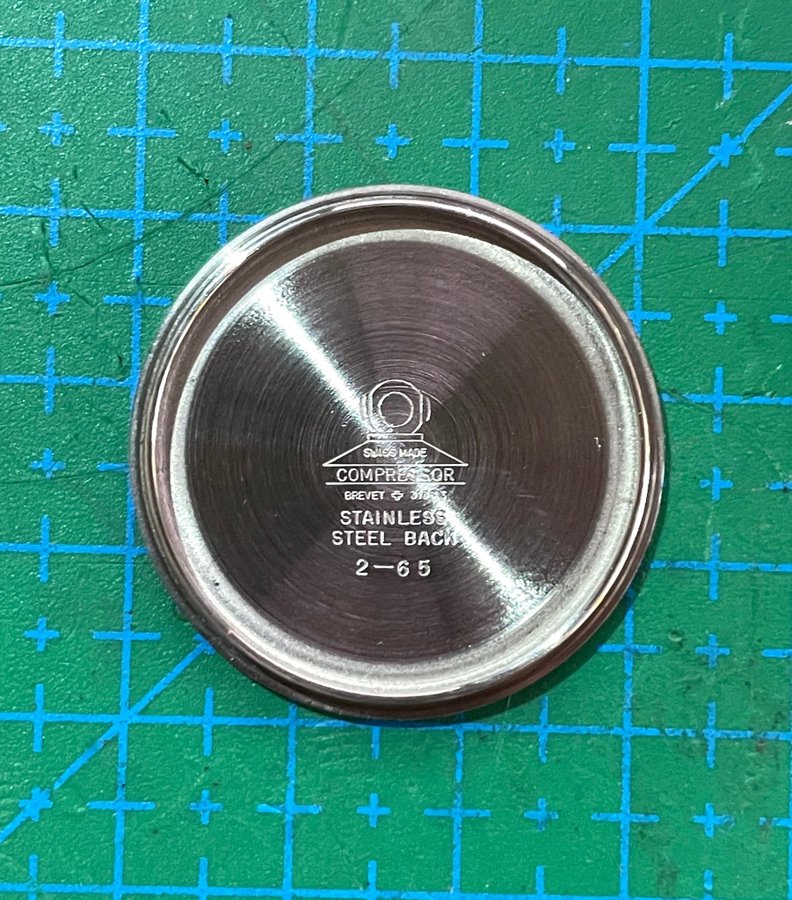 SWISS MADE
COMPRESSOR
BREVET ✚
STAINLESS
STEEL BACK
2-65